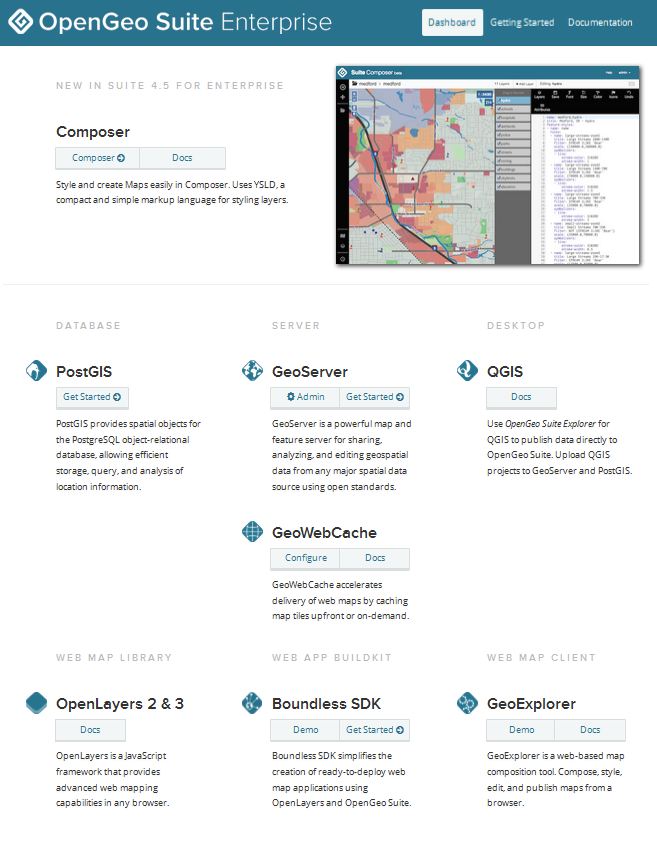 OpenGeo Suite Enterprise
Dashboard
Getting Started
Documentation
NEW IN SUITE 4.5 FOR ENTERPRISE
Composer
Composer
Docs
Style and create Maps easily in Composer. Uses YSLD, a
compact and simple markup language for styling layers.
Suite Composer
medford
medford
DATABASE
PostGIS
Get Started
PostGIS provides spatial objects for
the PostgreSQL object-relational
database, allowing efficient
storage, query, and analysis of
location information.
SERVER
GeoServer
Admin
Get Started
GeoServer is a powerful map and
feature server for sharing,
analyzing, and editing geospatial
data from any major spatial data
source using open standards.
DESKTOP
QGIS
Docs
Use OpenGeo Suite Explorer for
QGIS to publish data directly to
OpenGeo Suite. Upload QGIS
projects to GeoServer and PostGIS.
GeoWebCache
Configure
Docs
GeoWebCache accelerates
delivery of web maps by caching
map tiles upfront or on-demand.
WEB MAP LIBRARY
OpenLayers 2 & 3
Docs
OpenLayers is a JavaScript
framework that provides
advanced web mapping
capabilities in any browser.
WEB APP BUILDKIT
Boundless SDK
Demo
Get Started
Boundless SDK simplifies the
creation of ready-to-deploy web
map applications using
OpenLayers and OpenGeo Suite.
WEB MAP CLIENT
GeoExplorer
Demo
Docs
GeoExplorer is a web-based map
composition tool. Compose, style,
edit, and publish maps from a
browser.